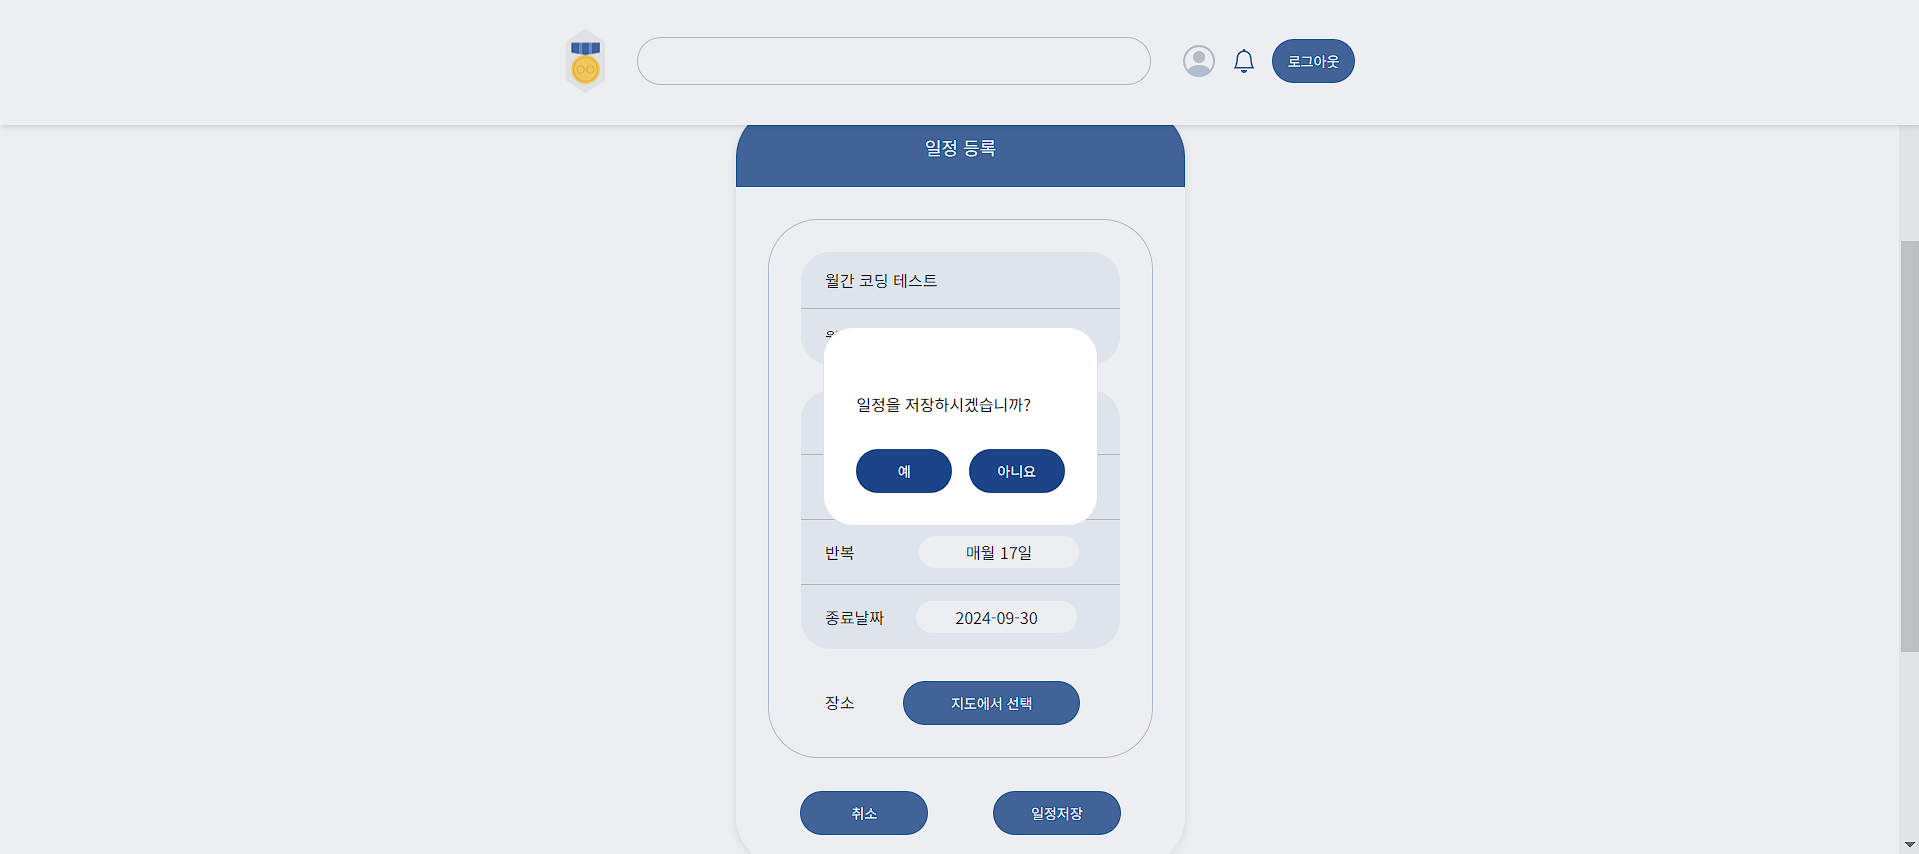 로그아웃
일정 등록
월간 코딩 테스트
일정을 저장하시겠습니까?
예 아니요
반복 매월 17일
종료날짜 2024-09-30
장소 지도에서 선택
취소 일정저장